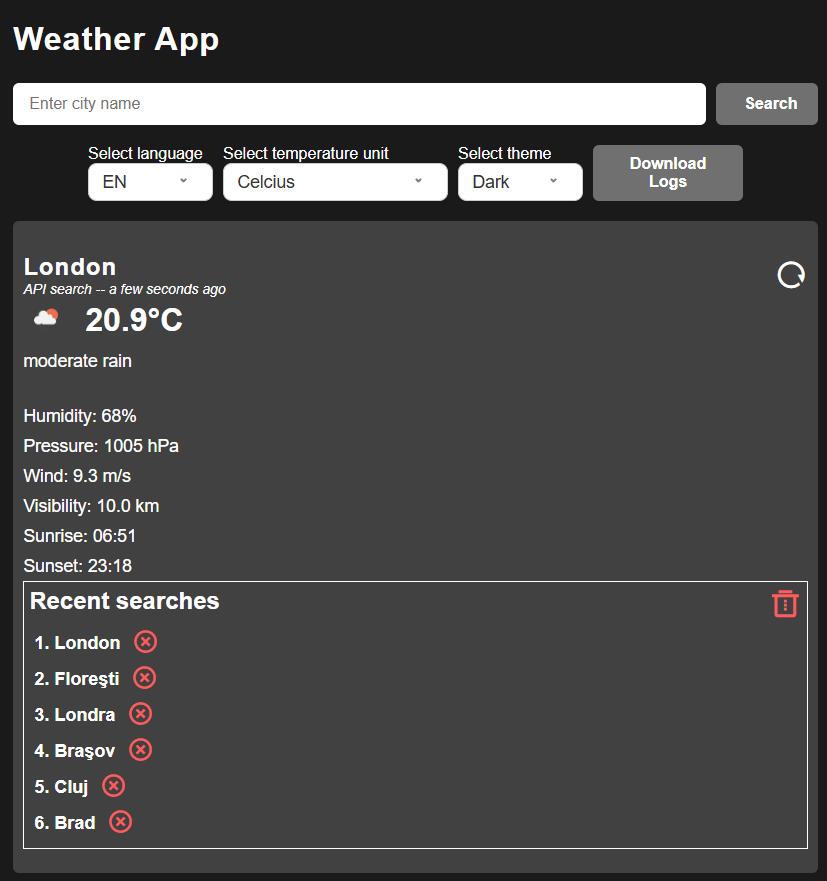 Weather App
Enter city name
Search
Select language
Select temperature unit
Select theme
EN
Celcius
Dark
Download
Logs
London
API search -- a few seconds ago
20.9°C
moderate rain
Humidity: 68%
Pressure: 1005 hPa
Wind: 9.3 m/s
Visibility: 10.0 km
Sunrise: 06:51
Sunset: 23:18
Recent searches
1. London
2. Floreşti
3. Londra
4. Braşov
5. Cluj
6. Brad